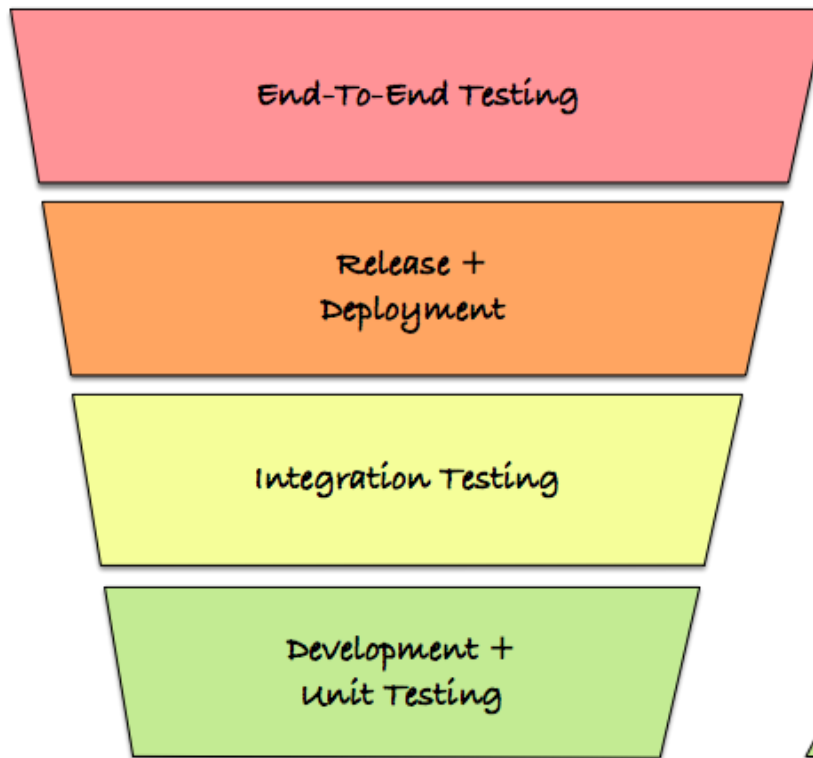 End-To-End Testing
Release +
Deployment
Integration Testing
Development +
Unit Testing